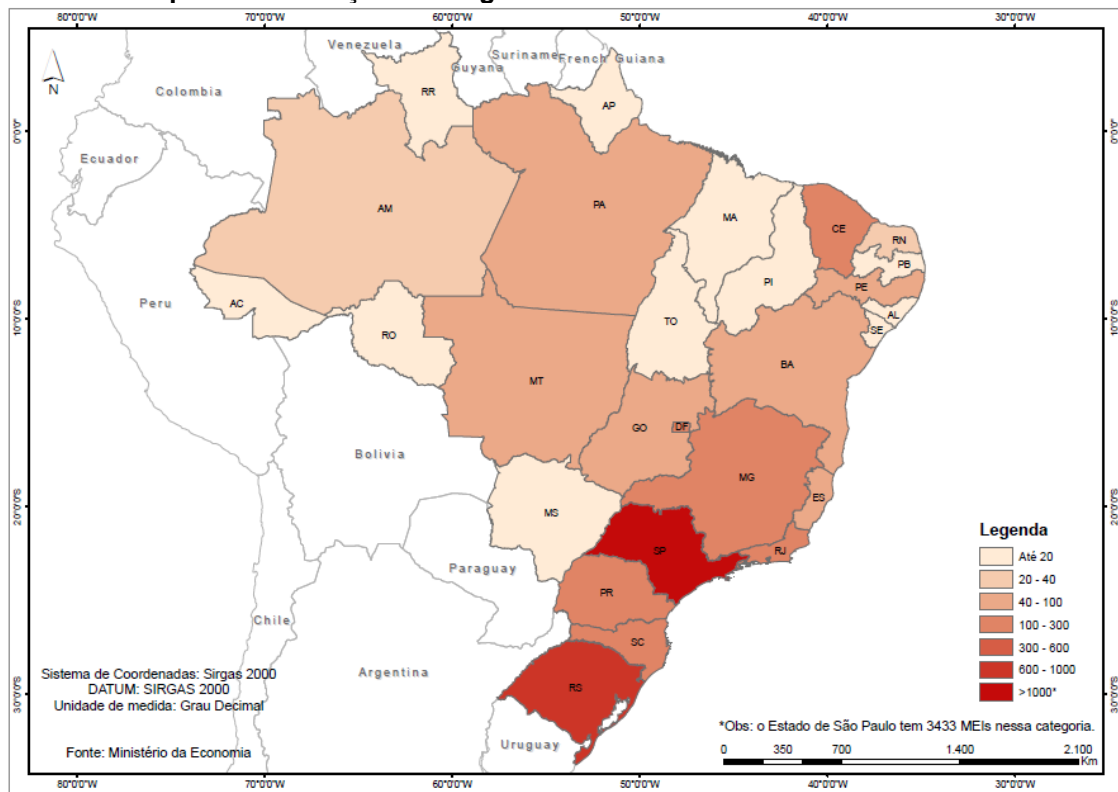 80°0'0"W 70°0'0"W 60°0'0"W 50°0'0"W 40°0'0"W 30°0'0"W
N
Venezuela
Suriname
French Guiana
Guyana
Colombia
RR
AP
0°0'0" 0°0'0"
Ecuador
AM
PA
MA
CE
RN
PB
PI
PE
Peru
AC
AL
10°0'0"S 10°0'0"S
TO
SE
RO
BA
MT
GO
DF
Bolivia
MG
ES
20°0'0"S 20°0'0"S
MS
SP
RJ
Paraguay
PR
Chile
SC
Argentina
RS
30°0'0"S 30°0'0"S
Uruguay
Legenda
Até 20
20 - 40
40 - 100
100 - 300
300 - 600
600 - 1000
>1000*
Sistema de Coordenadas: Sirgas 2000
DATUM: SIRGAS 2000
Unidade de medida: Grau Decimal
Fonte: Ministério da Economia
*Obs: o Estado de São Paulo tem 3433 MEIs nessa categoria.
0 350 700 1.400 2.100
Km
80°0'0"W 70°0'0"W 60°0'0"W 50°0'0"W 40°0'0"W 30°0'0"W